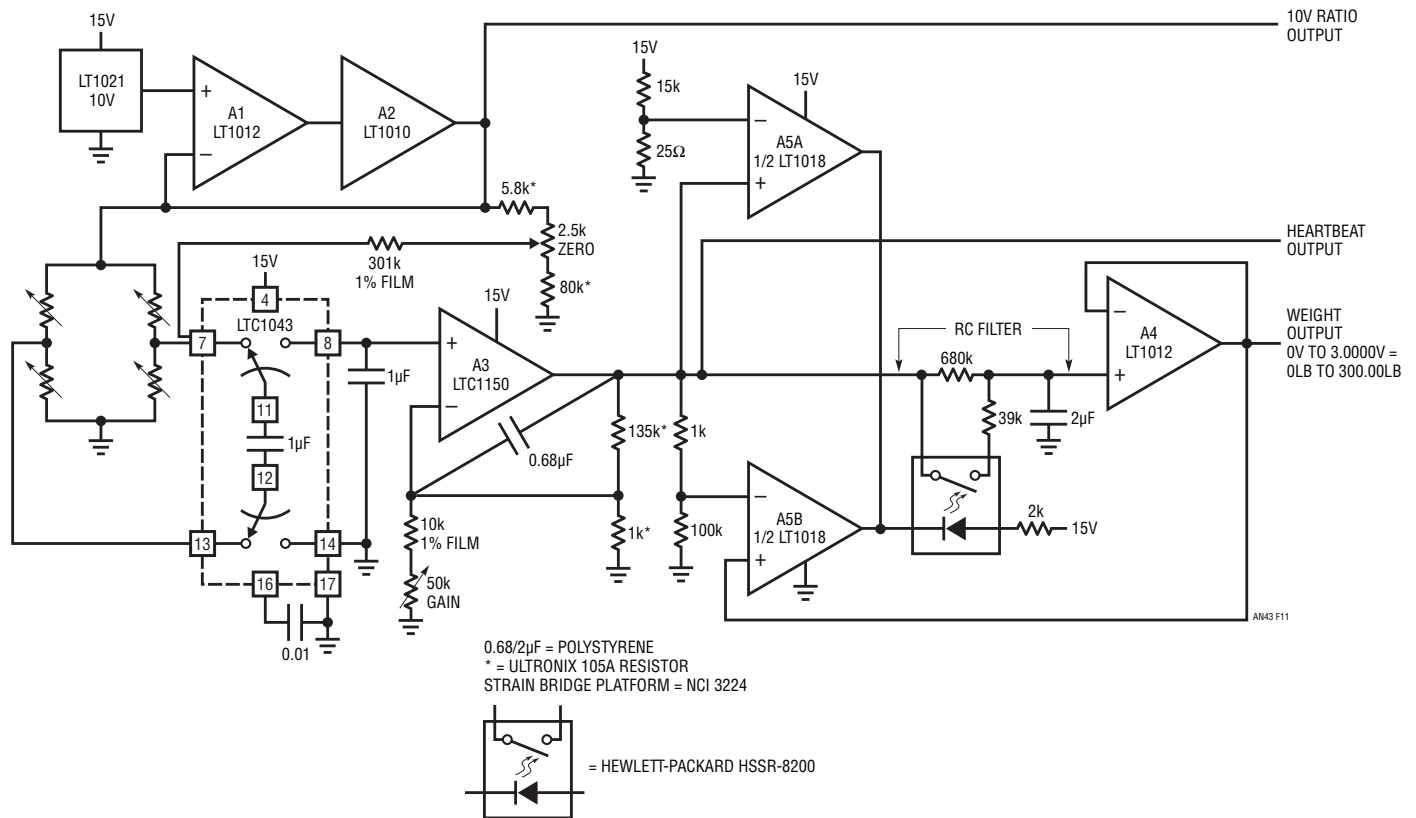 15V
LT1021
10V
+
−
A1
LT1012
A2
LT1010
10V RATIO
OUTPUT
5.8k*
2.5k
ZERO
80k*
301k
1% FILM
15V
15k
25Ω
15V
−
+
A5A
1/2 LT1018
HEARTBEAT
OUTPUT
15V
4
LTC1043
7
8
11
1µF
12
13
14
16
17
0.01
1µF
15V
+
−
A3
LTC1150
0.68µF
135k*
1k*
10k
1% FILM
50k
GAIN
1k
100k
−
+
A5B
1/2 LT1018
RC FILTER
680k
39k
2µF
2k
15V
−
+
A4
LT1012
WEIGHT
OUTPUT
0V TO 3.0000V =
0LB TO 300.00LB
AN43 F11
0.68/2µF = POLYSTYRENE
* = ULTRONIX 105A RESISTOR
STRAIN BRIDGE PLATFORM = NCI 3224
= HEWLETT-PACKARD HSSR-8200